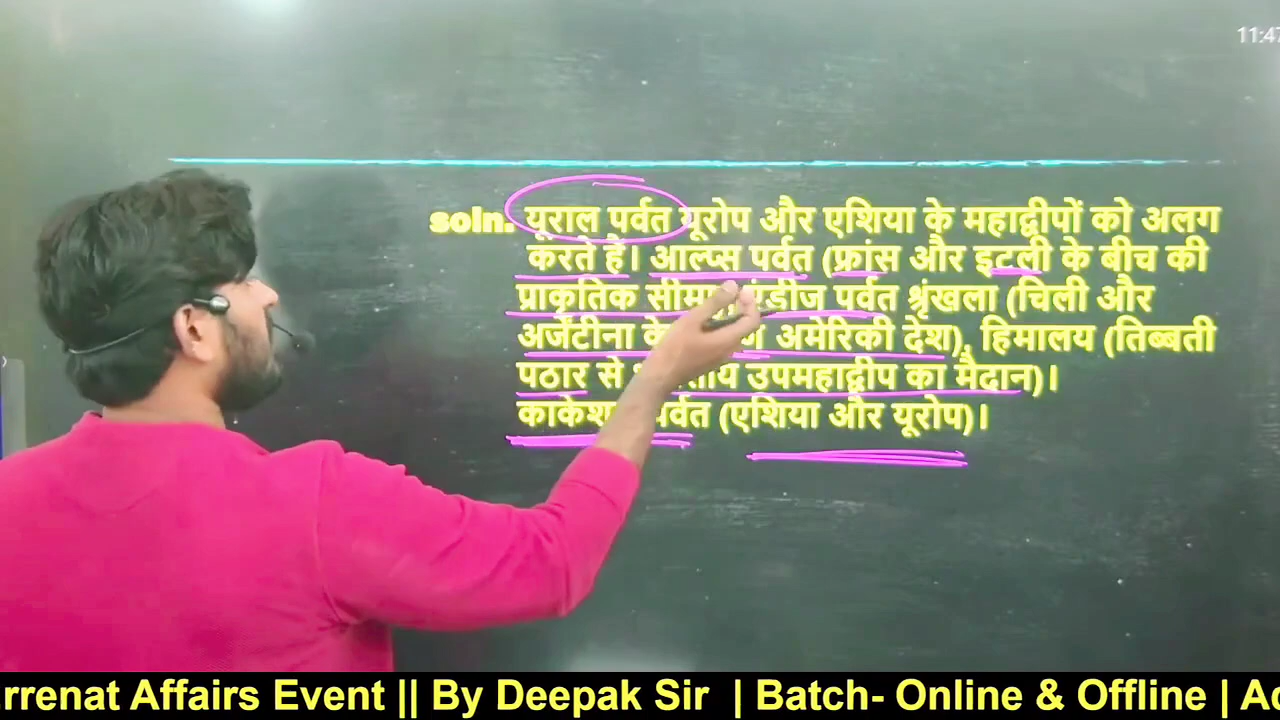 11:47
soln. यूराल पर्वत यूरोप और एशिया के महाद्वीपों को अलग
करते हैं। आल्प्स पर्वत (फ्रांस और इटली के बीच की
प्राकृतिक पर्वत श्रृंखला (चिली और
अर्जेंटीना अमेरिकी देश), हिमालय (तिब्बती
पठार से उपमहाद्वीप का मैदान)।
पर्वत (एशिया और यूरोप)।
rrenat Affairs Event || By Deepak Sir | Batch- Online & Offline |